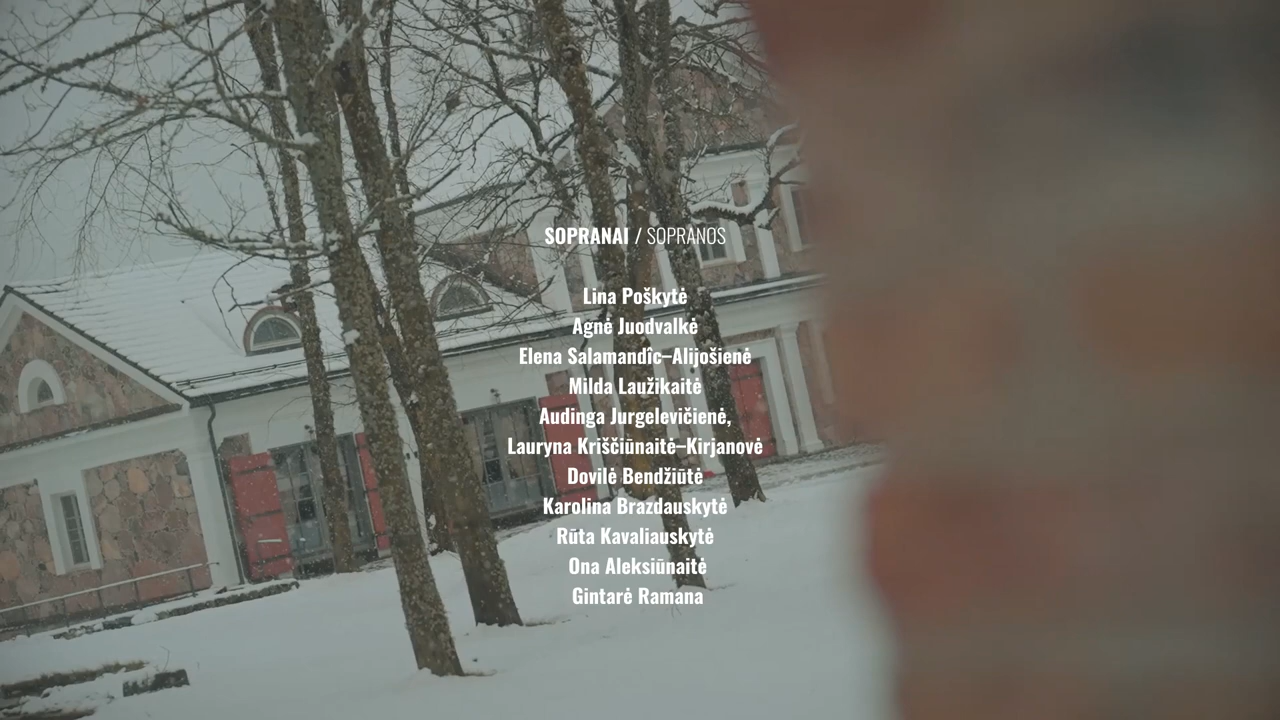 SOPRANAI / SOPRANOS
Lina Poškytė
Agnė Juodvalkė
Elena Salamandîc–Alijošienė
Milda Laužikaitė
Audinga Jurgelevičienė,
Lauryna Kriščiūnaitė–Kirjanovė
Dovilė Bendžiūtė
Karolina Brazdauskytė
Rūta Kavaliauskytė
Ona Aleksiūnaitė
Gintarė Ramana